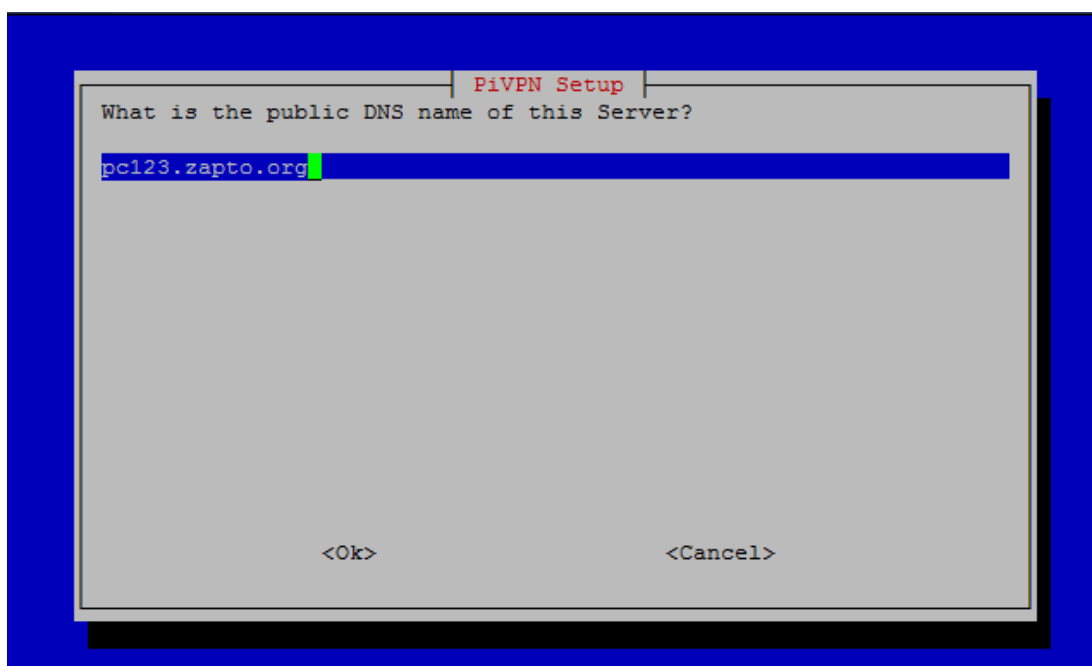 PiVPN Setup
What is the public DNS name of this Server?
pc123.zapto.org
<Ok> <Cancel>